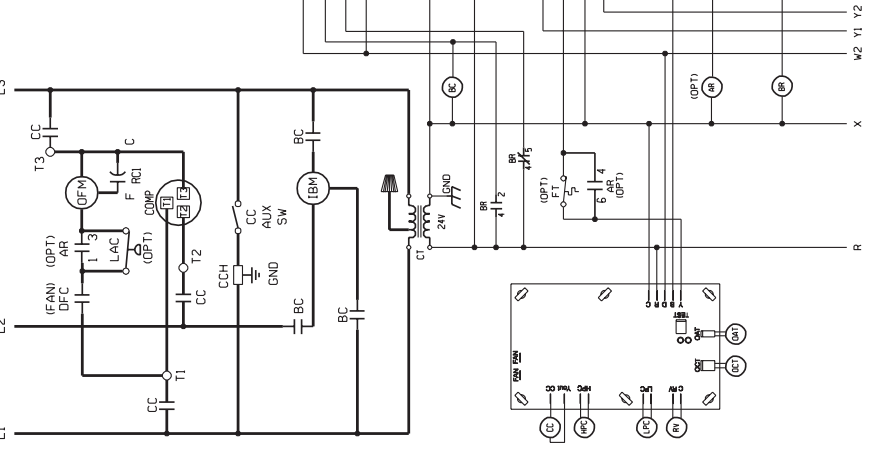 Y2
Y1
W2
X
R
L3
L2
L1
CC
T3
C
RC1
F
OFM
COMP
T1
T2
T3
(OPT)
AR
3
1
LAC
(OPT)
(FAN)
DFC
T2
CC
T1
CC
CC
AUX
SW
CCH
GND
BC
IBM
BC
BC
CT
24V
GND
BC
BR
2
4
BR
5
4
(OPT)
FT
4
6
AR
(OPT)
(OPT)
AR
BR
C R D B Y
TEST
OAT
OAT
OCT
OCT
FAN
FAN
Yout CC
HPC
LPC
C RV
CC
HPC
LPC
RV